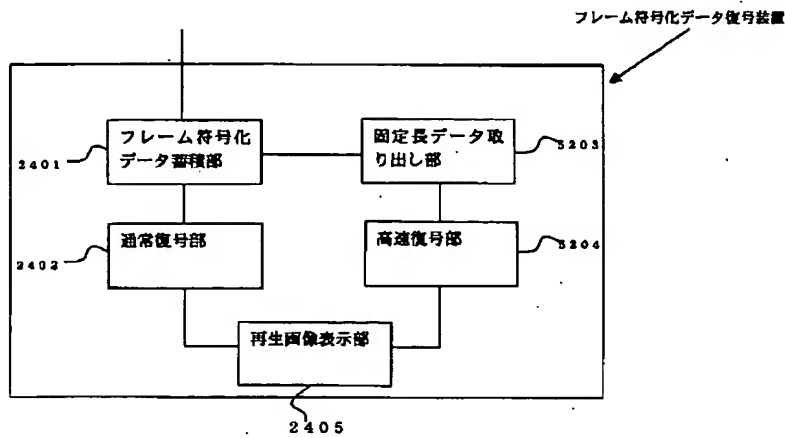 フレーム符号化データ復号装置
フレーム符号化
データ蓄積部
固定長データ取
り出し部
2401
5203
通常復号部
高速復号部
2402
5204
再生画像表示部
2405